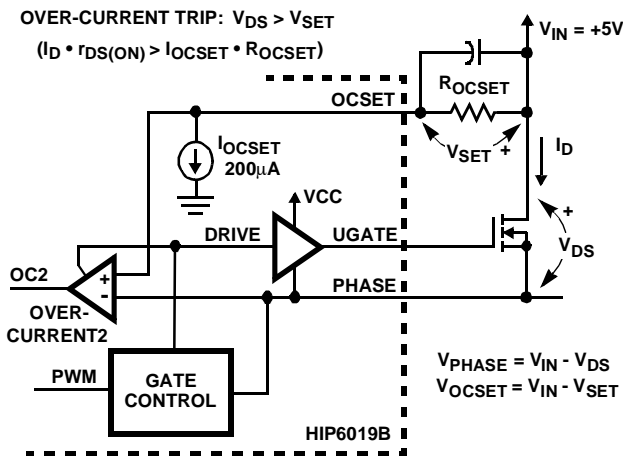 OVER-CURRENT TRIP: VDS > VSET
(ID • rDS(ON) > IOCSET • ROCSET)
VIN = +5V
OCSET
ROCSET
IOCSET
200µA
VSET +
ID
VCC
DRIVE
UGATE
+
VDS
OC2
+
-
PHASE
OVER-
CURRENT2
PWM
GATE
CONTROL
VPHASE = VIN - VDS
VOCSET = VIN - VSET
HIP6019B